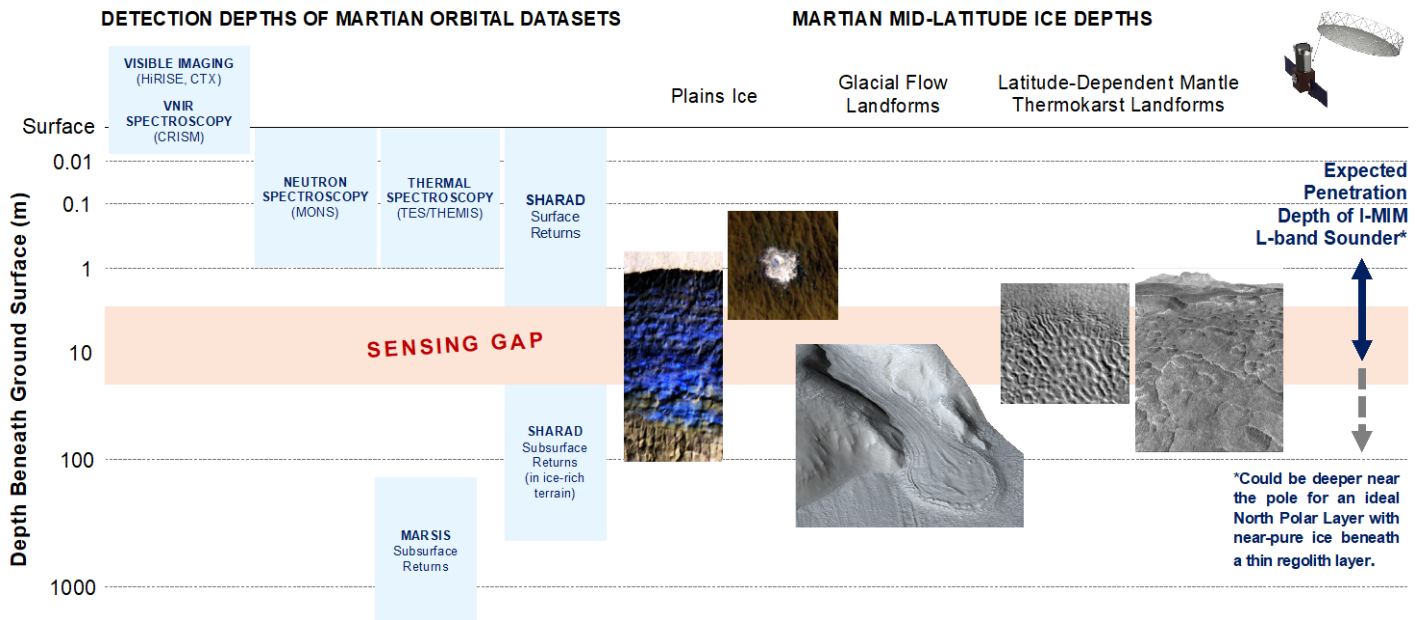 DETECTION DEPTHS OF MARTIAN ORBITAL DATASETS
MARTIAN MID-LATITUDE ICE DEPTHS
VISIBLE IMAGING
(HiRISE, CTX)
VNIR
SPECTROSCOPY
(CRISM)
NEUTRON
SPECTROSCOPY
(MONS)
THERMAL
SPECTROSCOPY
(TES/THEMIS)
SHARAD
Surface
Returns
SENSING GAP
SHARAD
Subsurface
Returns
(in ice-rich
terrain)
MARSIS
Subsurface
Returns
Plains Ice
Glacial Flow
Landforms
Latitude-Dependent Mantle
Thermokarst Landforms
Expected
Penetration
Depth of I-MIM
L-band Sounder*
*Could be deeper near
the pole for an ideal
North Polar Layer with
near-pure ice beneath
a thin regolith layer.
Depth Beneath Ground Surface (m)
Surface
0.01
0.1
1
10
100
1000